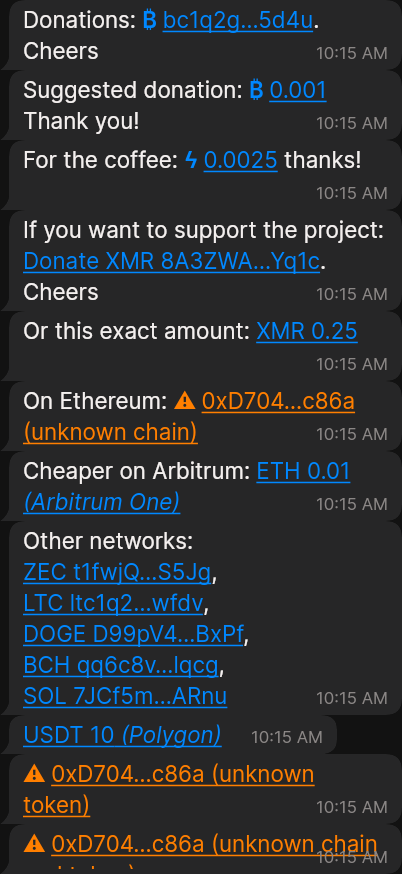 Donations: ₿ bc1q2g...5d4u.
Cheers
10:15 AM
Suggested donation: ₿ 0.001
Thank you!
10:15 AM
For the coffee: ϟ 0.0025 thanks!
10:15 AM
If you want to support the project:
Donate XMR 8A3ZWA...Yq1c.
Cheers
10:15 AM
Or this exact amount: XMR 0.25
10:15 AM
On Ethereum: ⚠ 0xD704...c86a
(unknown chain)
10:15 AM
Cheaper on Arbitrum: ETH 0.01
(Arbitrum One)
10:15 AM
Other networks:
ZEC t1fwjQ...S5Jg,
LTC ltc1q2...wfdv,
DOGE D99pV4...BxPf,
BCH qq6c8v...lqcg,
SOL 7JCf5m...ARnu
10:15 AM
USDT 10 (Polygon)
10:15 AM
⚠ 0xD704...c86a (unknown
token)
10:15 AM
⚠ 0xD704...c86a (unknown chain
10:15 AM